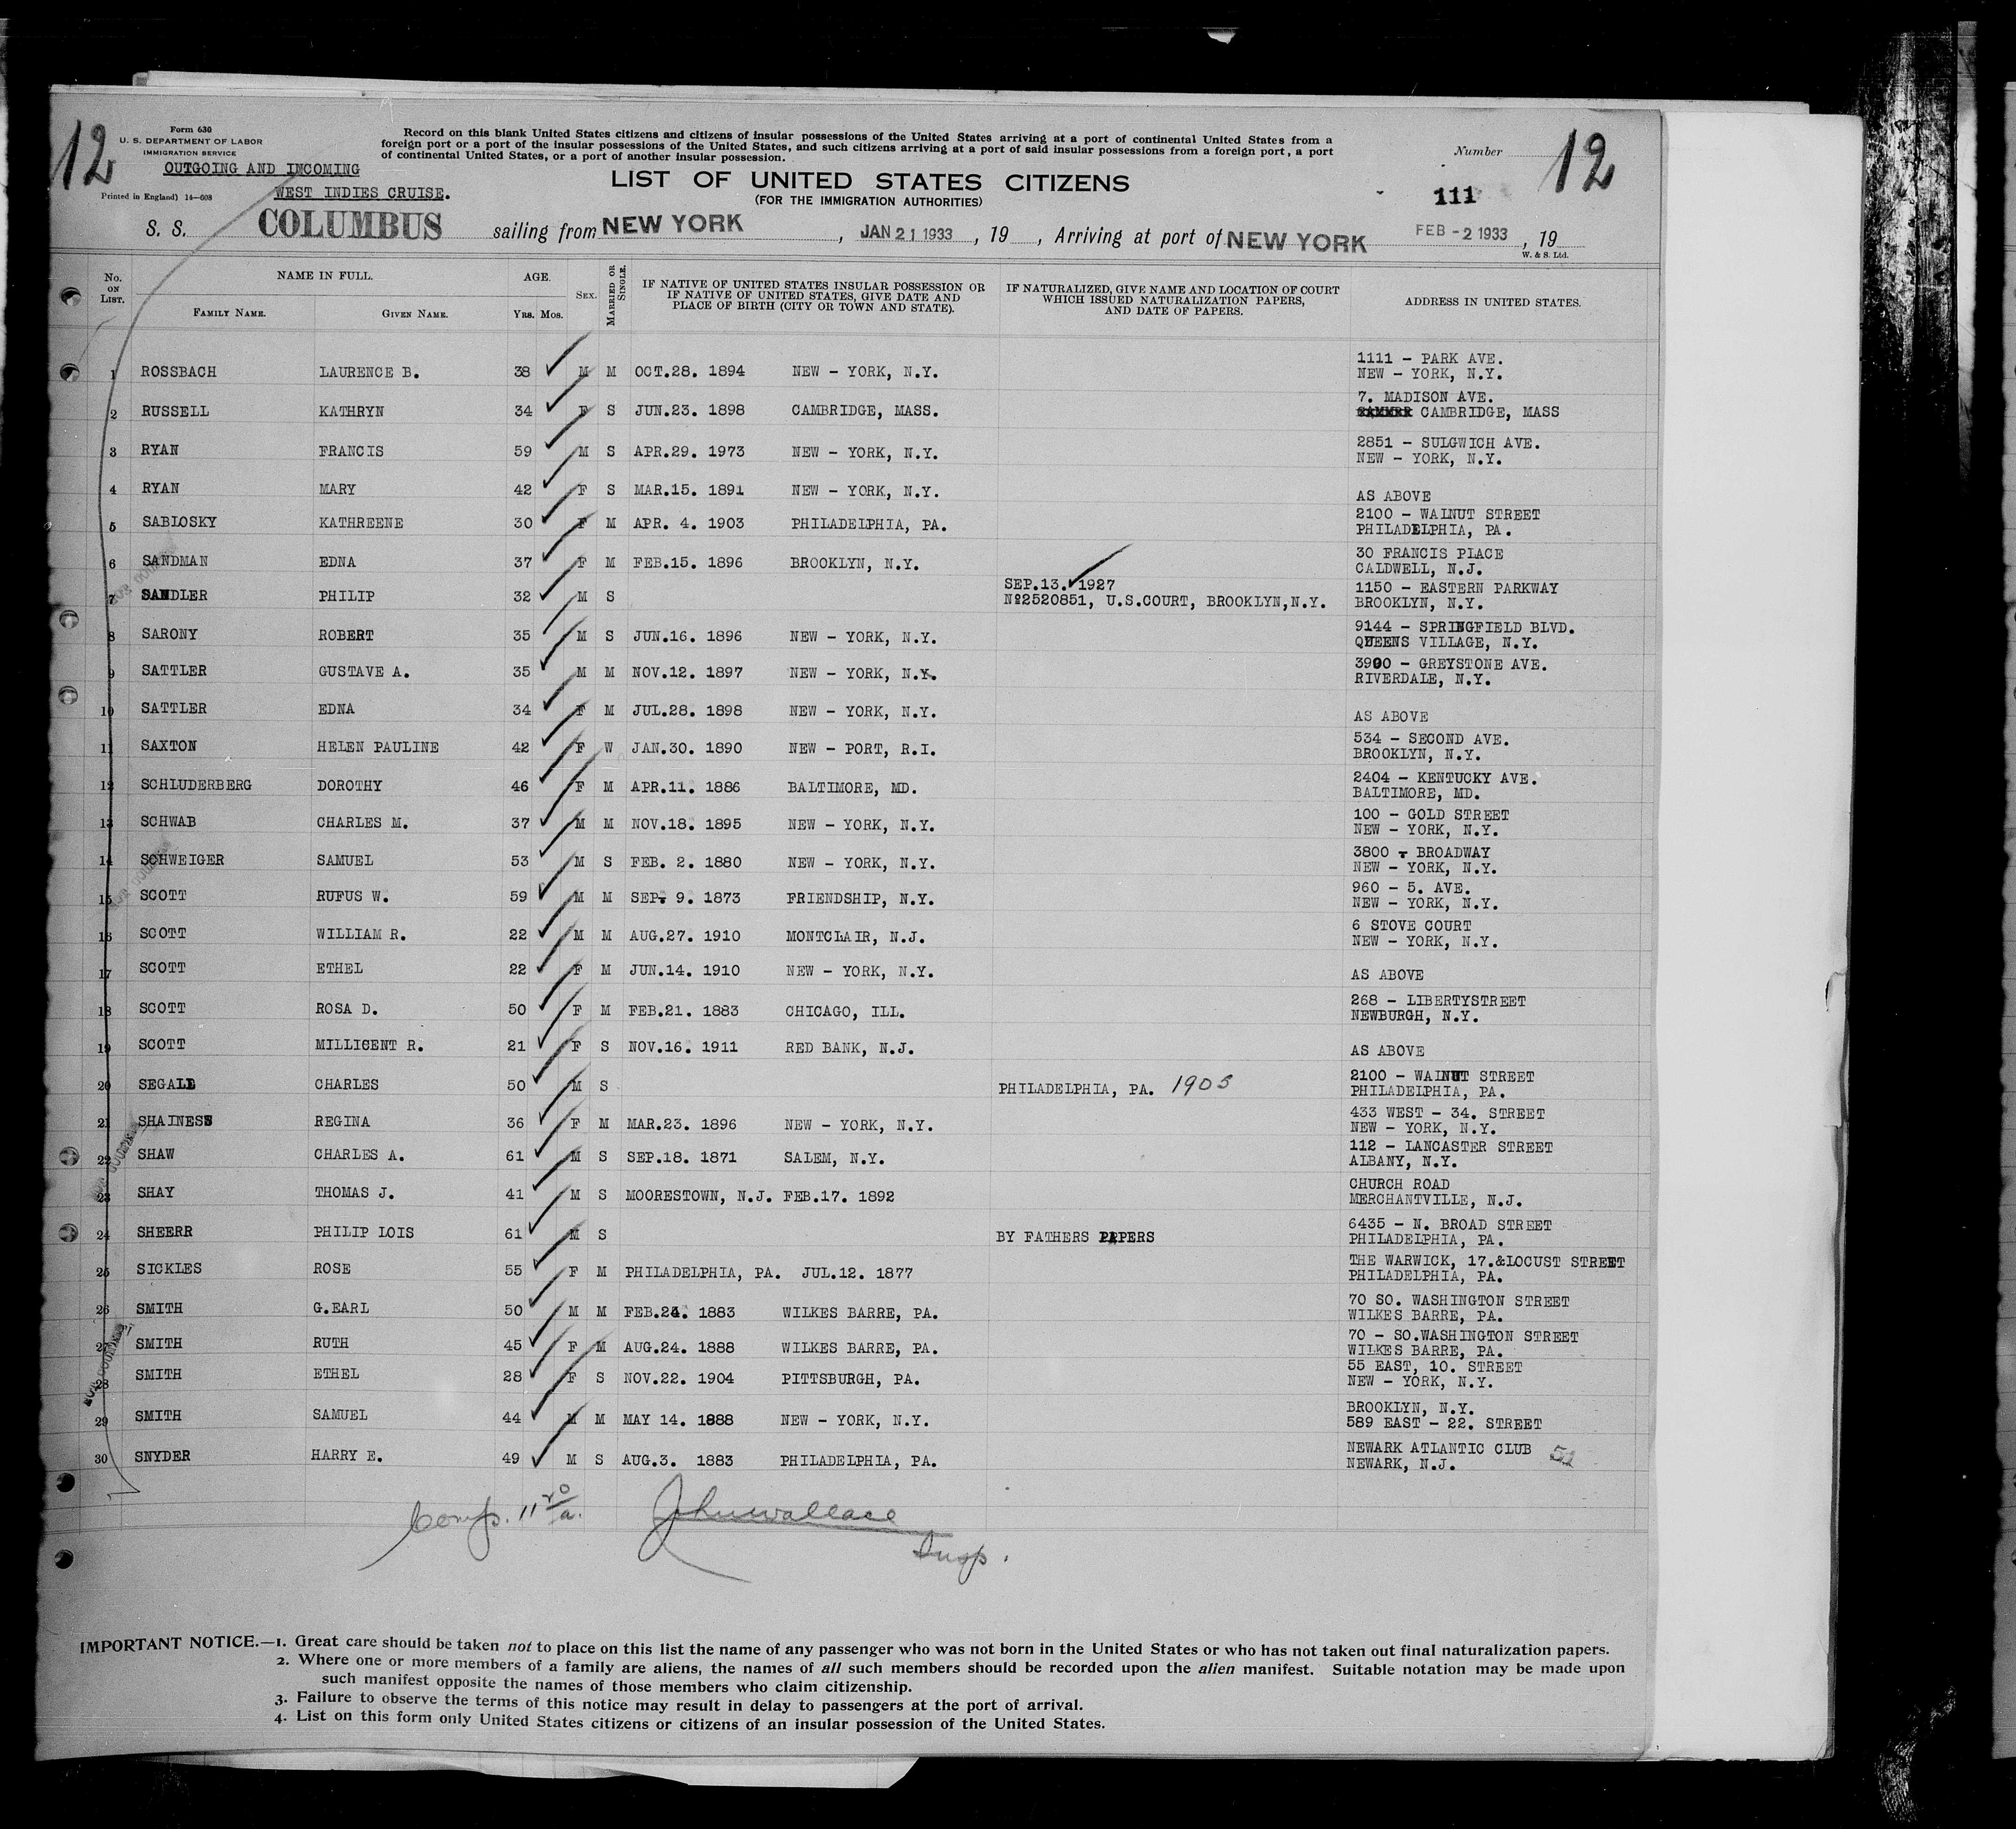 12
Form 630
U. S. DEPARTMENT OF LABOR
IMMIGRATION SERVICE
OUTGOING AND INCOMING
WEST INDIES CRUISE.
Printed in England) 14—608
Record on this blank United States citizens and citizens of insular possessions of the United States arriving at a port of continental United States from a
foreign port or a port of the insular possessions of the United States, and such citizens arriving at a port of said insular possessions from a foreign port, a port
of continental United States, or a port of another insular possession.
LIST OF UNITED STATES CITIZENS
(FOR THE IMMIGRATION AUTHORITIES)
Number 12
111
S. S. COLUMBUS sailing from NEW YORK, JAN 21 1933, 19 , Arriving at port of NEW YORK FEB - 2 1933, 19
W. & S. Ltd.
No. ON LIST. NAME IN FULL. FAMILY NAME. GIVEN NAME. AGE. YRS. MOS. SEX. MARRIED OR SINGLE. IF NATIVE OF UNITED STATES INSULAR POSSESSION OR IF NATIVE OF UNITED STATES, GIVE DATE AND PLACE OF BIRTH (CITY OR TOWN AND STATE). IF NATURALIZED, GIVE NAME AND LOCATION OF COURT WHICH ISSUED NATURALIZATION PAPERS, AND DATE OF PAPERS. ADDRESS IN UNITED STATES.
1 ROSSBACH LAURENCE B. 38 M M OCT.28. 1894 NEW - YORK, N.Y. 1111 - PARK AVE. NEW - YORK, N.Y.
2 RUSSELL KATHRYN 34 F S JUN.23. 1898 CAMBRIDGE, MASS. 7. MADISON AVE. CAMBRIDGE, MASS
3 RYAN FRANCIS 59 M S APR.29. 1973 NEW - YORK, N.Y. 2851 - SULGWICH AVE. NEW - YORK, N.Y.
4 RYAN MARY 42 F S MAR.15. 1891 NEW - YORK, N.Y. AS ABOVE
5 SABLOSKY KATHREENE 30 F M APR. 4. 1903 PHILADELPHIA, PA. 2100 - WALNUT STREET PHILADELPHIA, PA.
6 SANDMAN EDNA 37 F M FEB.15. 1896 BROOKLYN, N.Y. 30 FRANCIS PLACE CALDWELL, N.J.
7 SANDLER PHILIP 32 M S SEP.13. 1927 №2520851, U.S.COURT, BROOKLYN,N.Y. 1150 - EASTERN PARKWAY BROOKLYN, N.Y.
8 SARONY ROBERT 35 M S JUN.16. 1896 NEW - YORK, N.Y. 9144 - SPRINGFIELD BLVD. QUEENS VILLAGE, N.Y.
9 SATTLER GUSTAVE A. 35 M M NOV.12. 1897 NEW - YORK, N.Y. 3900 - GREYSTONE AVE. RIVERDALE, N.Y.
10 SATTLER EDNA 34 F M JUL.28. 1898 NEW - YORK, N.Y. AS ABOVE
11 SAXTON HELEN PAULINE 42 F W JAN.30. 1890 NEW - PORT, R.I. 534 - SECOND AVE. BROOKLYN, N.Y.
12 SCHLUDERBERG DOROTHY 46 F M APR.11. 1886 BALTIMORE, MD. 2404 - KENTUCKY AVE. BALTIMORE, MD.
13 SCHWAB CHARLES M. 37 M M NOV.18. 1895 NEW - YORK, N.Y. 100 - GOLD STREET NEW - YORK, N.Y.
14 SCHWEIGER SAMUEL 53 M S FEB. 2. 1880 NEW - YORK, N.Y. 3800 - BROADWAY NEW - YORK, N.Y.
15 SCOTT RUFUS W. 59 M M SEP. 9. 1873 FRIENDSHIP, N.Y. 960 - 5. AVE. NEW - YORK, N.Y.
16 SCOTT WILLIAM R. 22 M M AUG.27. 1910 MONTCLAIR, N.J. 6 STOVE COURT NEW - YORK, N.Y.
17 SCOTT ETHEL 22 F M JUN.14. 1910 NEW - YORK, N.Y. AS ABOVE
18 SCOTT ROSA D. 50 F M FEB.21. 1883 CHICAGO, ILL. 268 - LIBERTYSTREET NEWBURGH, N.Y.
19 SCOTT MILLICENT R. 21 F S NOV.16. 1911 RED BANK, N.J. AS ABOVE
20 SEGALL CHARLES 50 M S PHILADELPHIA, PA. 1905 2100 - WALNUT STREET PHILADELPHIA, PA.
21 SHAINESS REGINA 36 F M MAR.23. 1896 NEW - YORK, N.Y. 433 WEST - 34. STREET NEW - YORK, N.Y.
22 SHAW CHARLES A. 61 M S SEP.18. 1871 SALEM, N.Y. 112 - LANCASTER STREET ALBANY, N.Y.
23 SHAY THOMAS J. 41 M S MOORESTOWN, N.J. FEB.17. 1892 CHURCH ROAD MERCHANTVILLE, N.J.
24 SHEERR PHILIP LOIS 61 M S BY FATHERS PAPERS 6435 - N. BROAD STREET PHILADELPHIA, PA.
25 SICKLES ROSE 55 F M PHILADELPHIA, PA. JUL.12. 1877 THE WARWICK, 17.&LOCUST STREET PHILADELPHIA, PA.
26 SMITH G.EARL 50 M M FEB.24. 1883 WILKES BARRE, PA. 70 SO. WASHINGTON STREET WILKES BARRE, PA.
27 SMITH RUTH 45 F M AUG.24. 1888 WILKES BARRE, PA. 70 - SO.WASHINGTON STREET WILKES BARRE, PA.
28 SMITH ETHEL 28 F S NOV.22. 1904 PITTSBURGH, PA. 55 EAST, 10. STREET NEW - YORK, N.Y.
29 SMITH SAMUEL 44 M M MAY 14. 1888 NEW - YORK, N.Y. BROOKLYN, N.Y. 589 EAST - 22. STREET
30 SNYDER HARRY E. 49 M S AUG.3. 1883 PHILADELPHIA, PA. NEWARK ATLANTIC CLUB NEWARK, N.J.
Comp. 11 20/a. John Wallace
Insp.
IMPORTANT NOTICE.—1. Great care should be taken not to place on this list the name of any passenger who was not born in the United States or who has not taken out final naturalization papers.
2. Where one or more members of a family are aliens, the names of all such members should be recorded upon the alien manifest. Suitable notation may be made upon
such manifest opposite the names of those members who claim citizenship.
3. Failure to observe the terms of this notice may result in delay to passengers at the port of arrival.
4. List on this form only United States citizens or citizens of an insular possession of the United States.